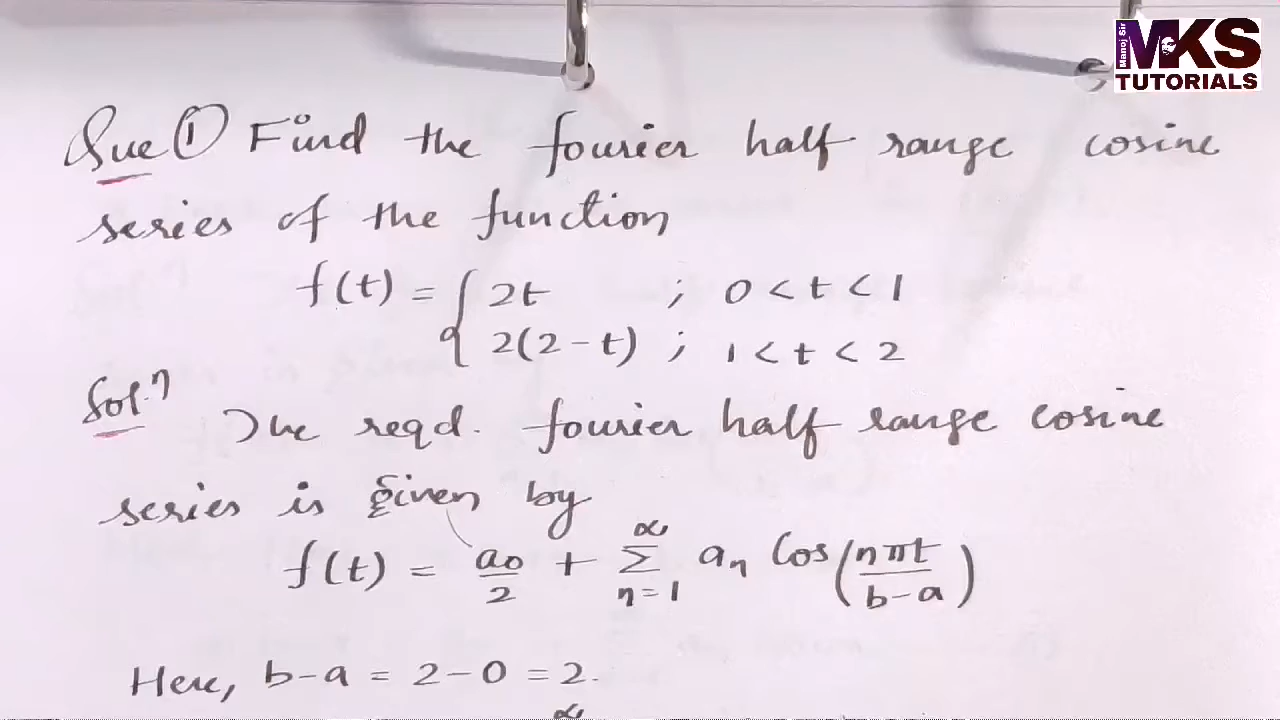 Manoj Sir
MKS
TUTORIALS
Que ① Find the fourier half range cosine
series of the function
f(t) = { 2t ; 0 < t < 1
2(2-t) ; 1 < t < 2
Sol.ⁿ
The reqd. fourier half range cosine
series is given by
f(t) = a₀/2 + Σ_{n=1}^{∞} aₙ Cos(nπt/(b-a))
Here, b-a = 2-0 = 2.
∞